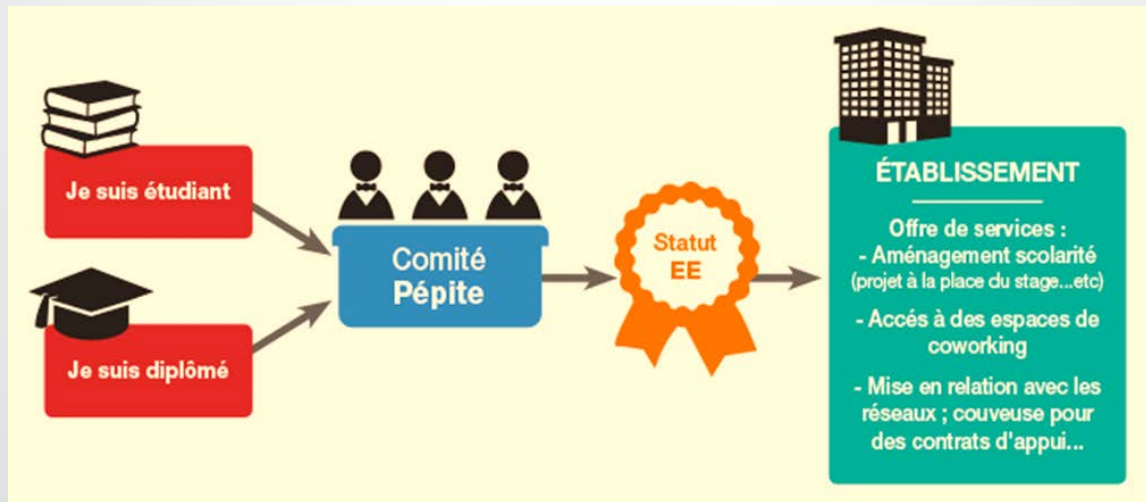 Je suis étudiant
Je suis diplômé
Comité
Pépite
Statut
EE
ÉTABLISSEMENT
Offre de services :
- Aménagement scolarité
(projet à la place du stage...etc)
- Accés à des espaces de
coworking
- Mise en relation avec les
réseaux ; couveuse pour
des contrats d'appui...